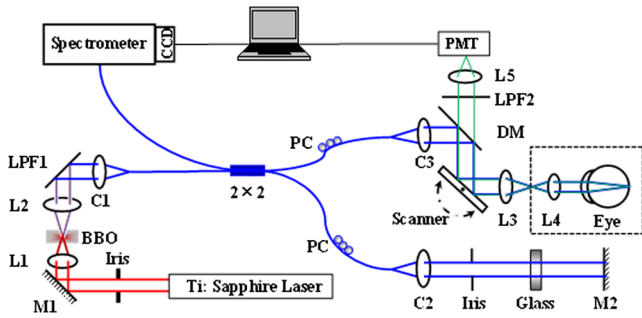 Spectrometer
CCD
PMT
L5
LPF2
DM
PC
C3
LPF1
C1
2×2
L2
Scanner
L3
L4
Eye
BBO
PC
L1
Iris
Ti: Sapphire Laser
M1
C2
Iris
Glass
M2